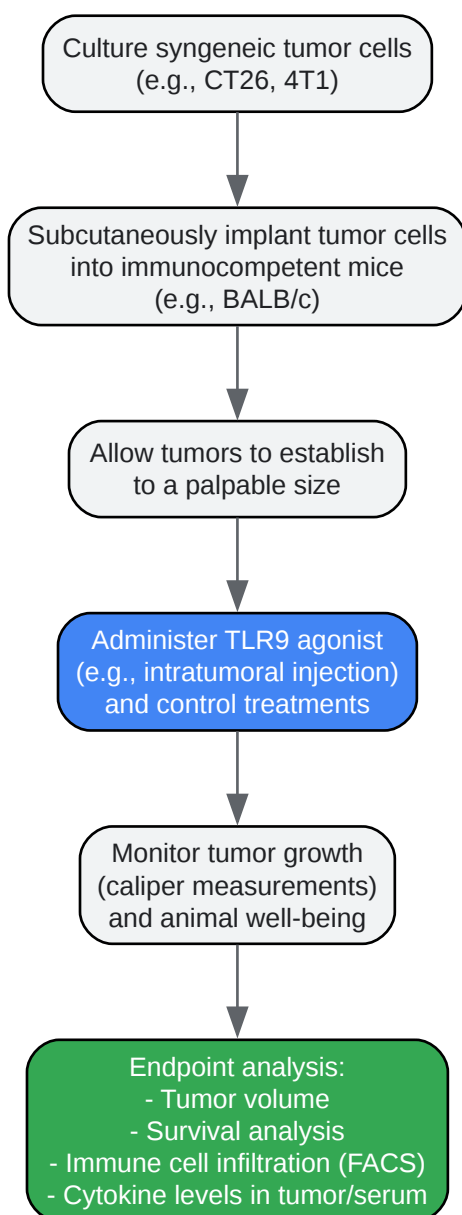 Culture syngeneic tumor cells
(e.g., CT26, 4T1)
Subcutaneously implant tumor cells
into immunocompetent mice
(e.g., BALB/c)
Allow tumors to establish
to a palpable size
Administer TLR9 agonist
(e.g., intratumoral injection)
and control treatments
Monitor tumor growth
(caliper measurements)
and animal well-being
Endpoint analysis:
- Tumor volume
- Survival analysis
- Immune cell infiltration (FACS)
- Cytokine levels in tumor/serum